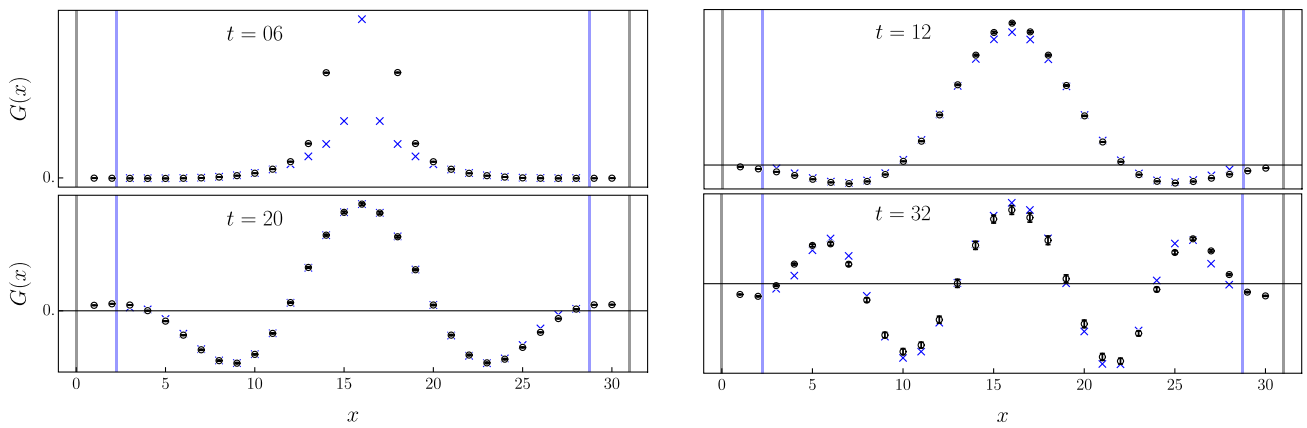 t = 06
G(x)
0.
t = 20
G(x)
0.
0 5 10 15 20 25 30
x
t = 12
t = 32
0 5 10 15 20 25 30
x